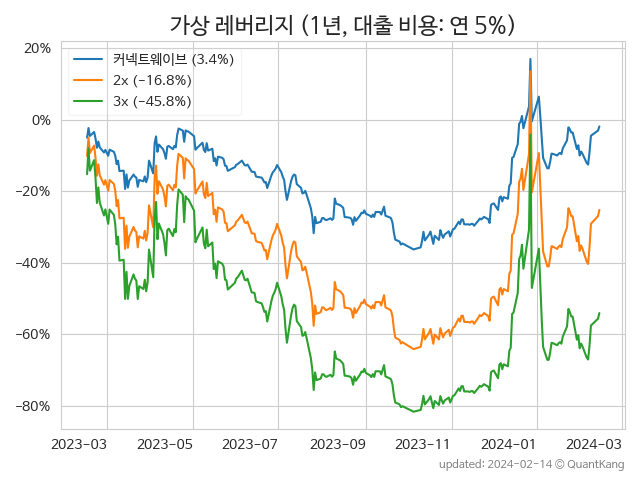 가상 레버리지 (1년, 대출 비용: 연 5%)
커넥트웨이브 (3.4%)
2x (−16.8%)
3x (−45.8%)
20%
0%
−20%
−40%
−60%
−80%
2023-03 2023-05 2023-07 2023-09 2023-11 2024-01 2024-03
updated: 2024-02-14 © QuantKang